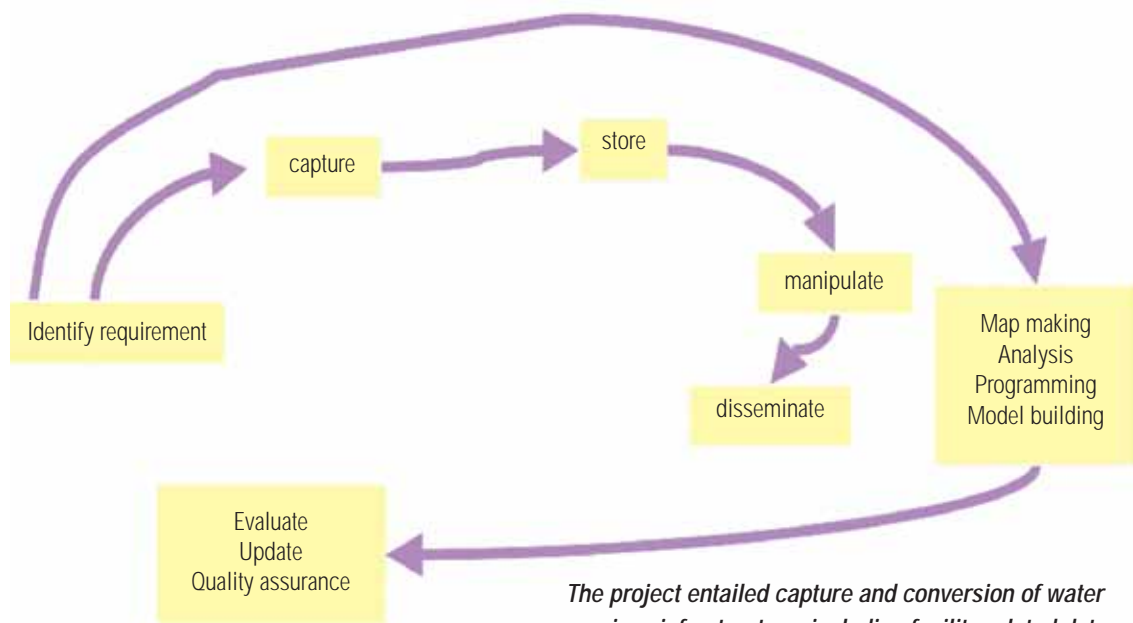 capture
store
manipulate
Identify requirement
Map making
Analysis
Programming
Model building
disseminate
Evaluate
Update
Quality assurance
The project entailed capture and conversion of water